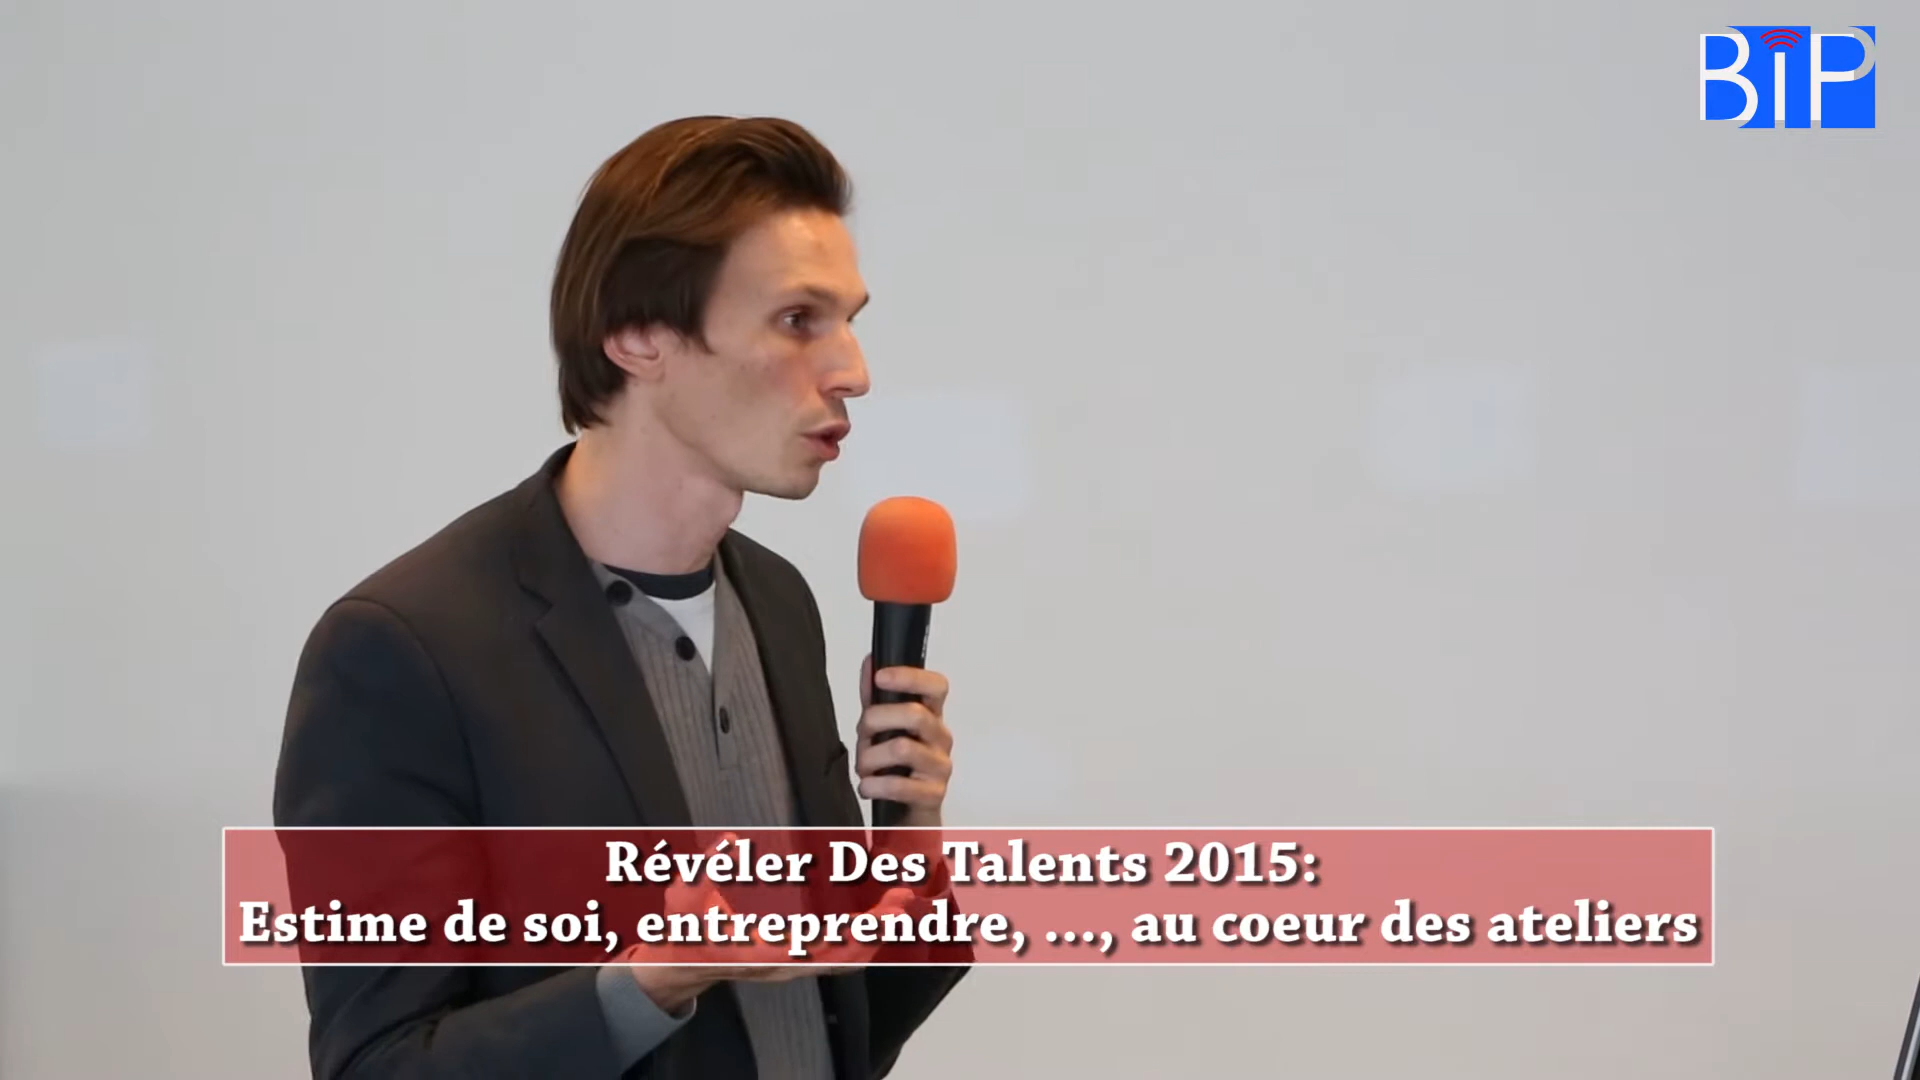 BiP
Révéler Des Talents 2015:
Estime de soi, entreprendre, ..., au coeur des ateliers